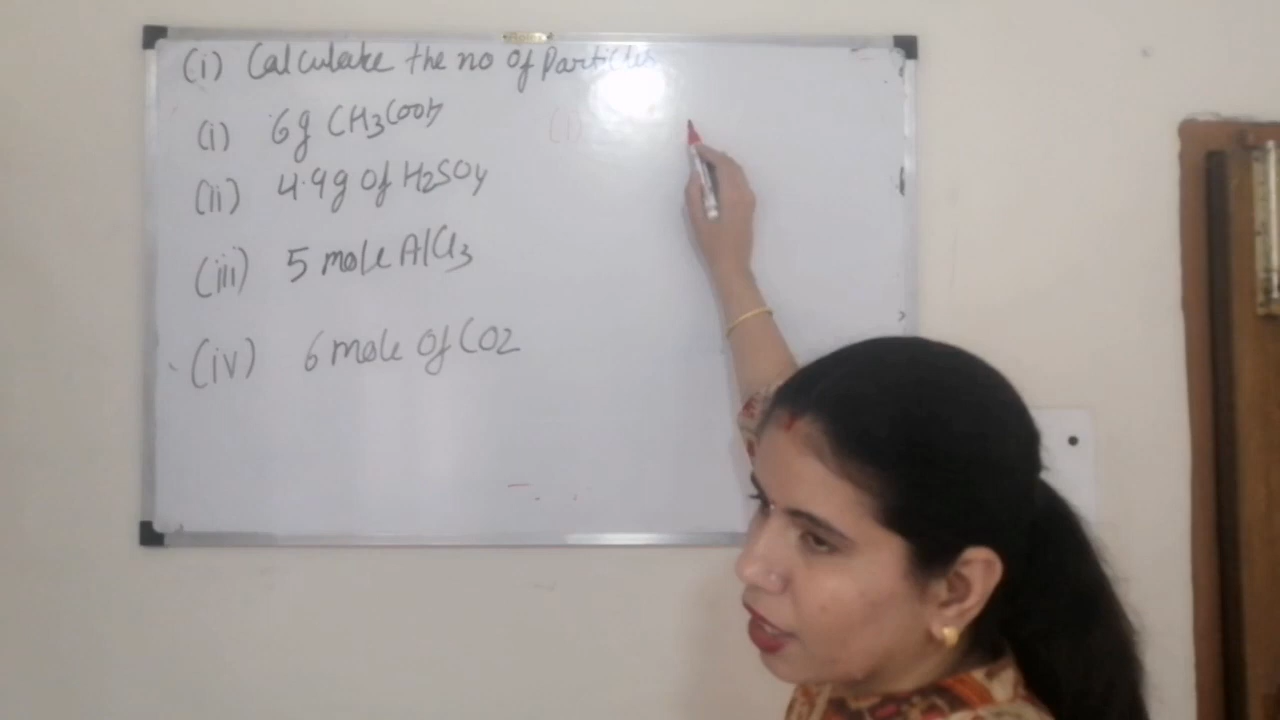 (i) Calculate the no of Particles
(i) 6g CH3COOH
(i)
(ii) 4.9g of H2SO4
(iii) 5 mole AlCl3
(iv) 6 mole of CO2